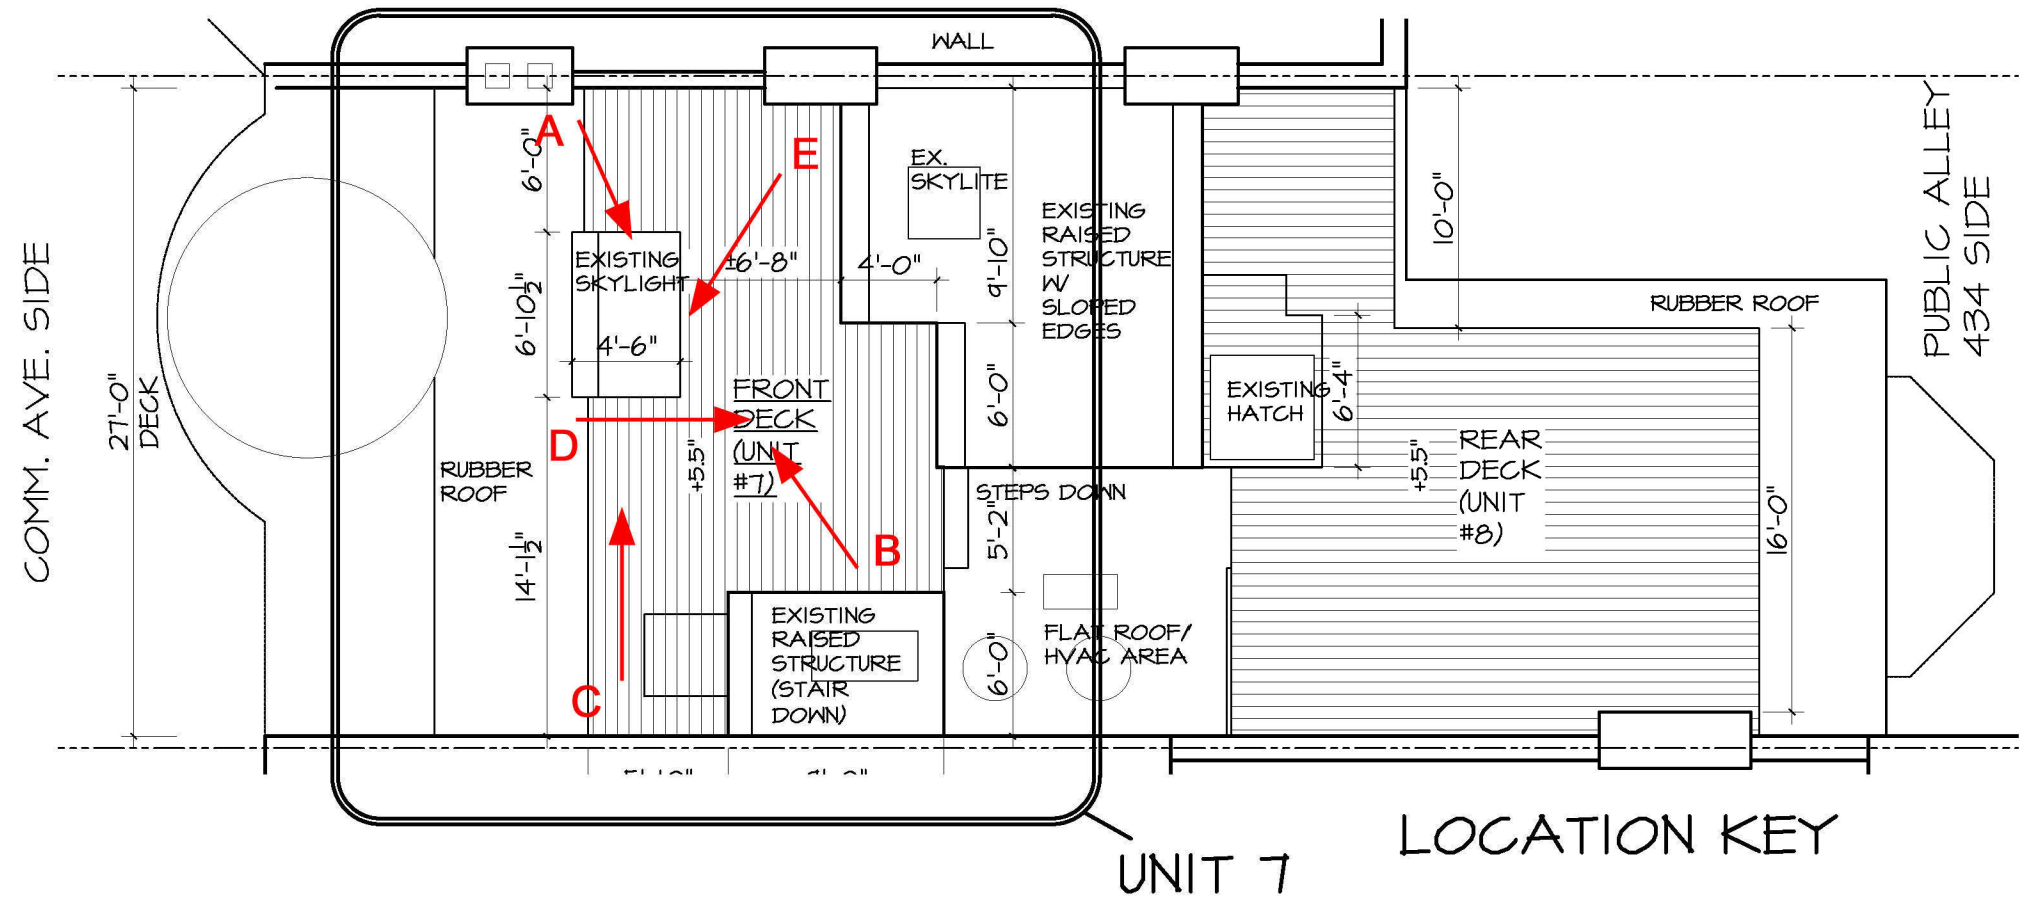 WALL
A
6'-0"
E
EX.
SKYLITE
EXISTING
RAISED
STRUCTURE
W/
SLOPED
EDGES
10'-0"
PUBLIC ALLEY
434 SIDE
COMM. AVE. SIDE
27'-0"
DECK
EXISTING
SKYLIGHT
±6'-8"
4'-0"
9'-10"
6'-10½"
4'-6"
RUBBER ROOF
FRONT
DECK
(UNIT
#7)
+5.5"
D
RUBBER
ROOF
6'-0"
EXISTING
HATCH
6'-4"
+5.5"
REAR
DECK
(UNIT
#8)
16'-0"
STEPS DOWN
5'-2"
14'-1½"
B
C
EXISTING
RAISED
STRUCTURE
(STAIR
DOWN)
6'-0"
FLAT ROOF/
HVAC AREA
UNIT 7
LOCATION KEY